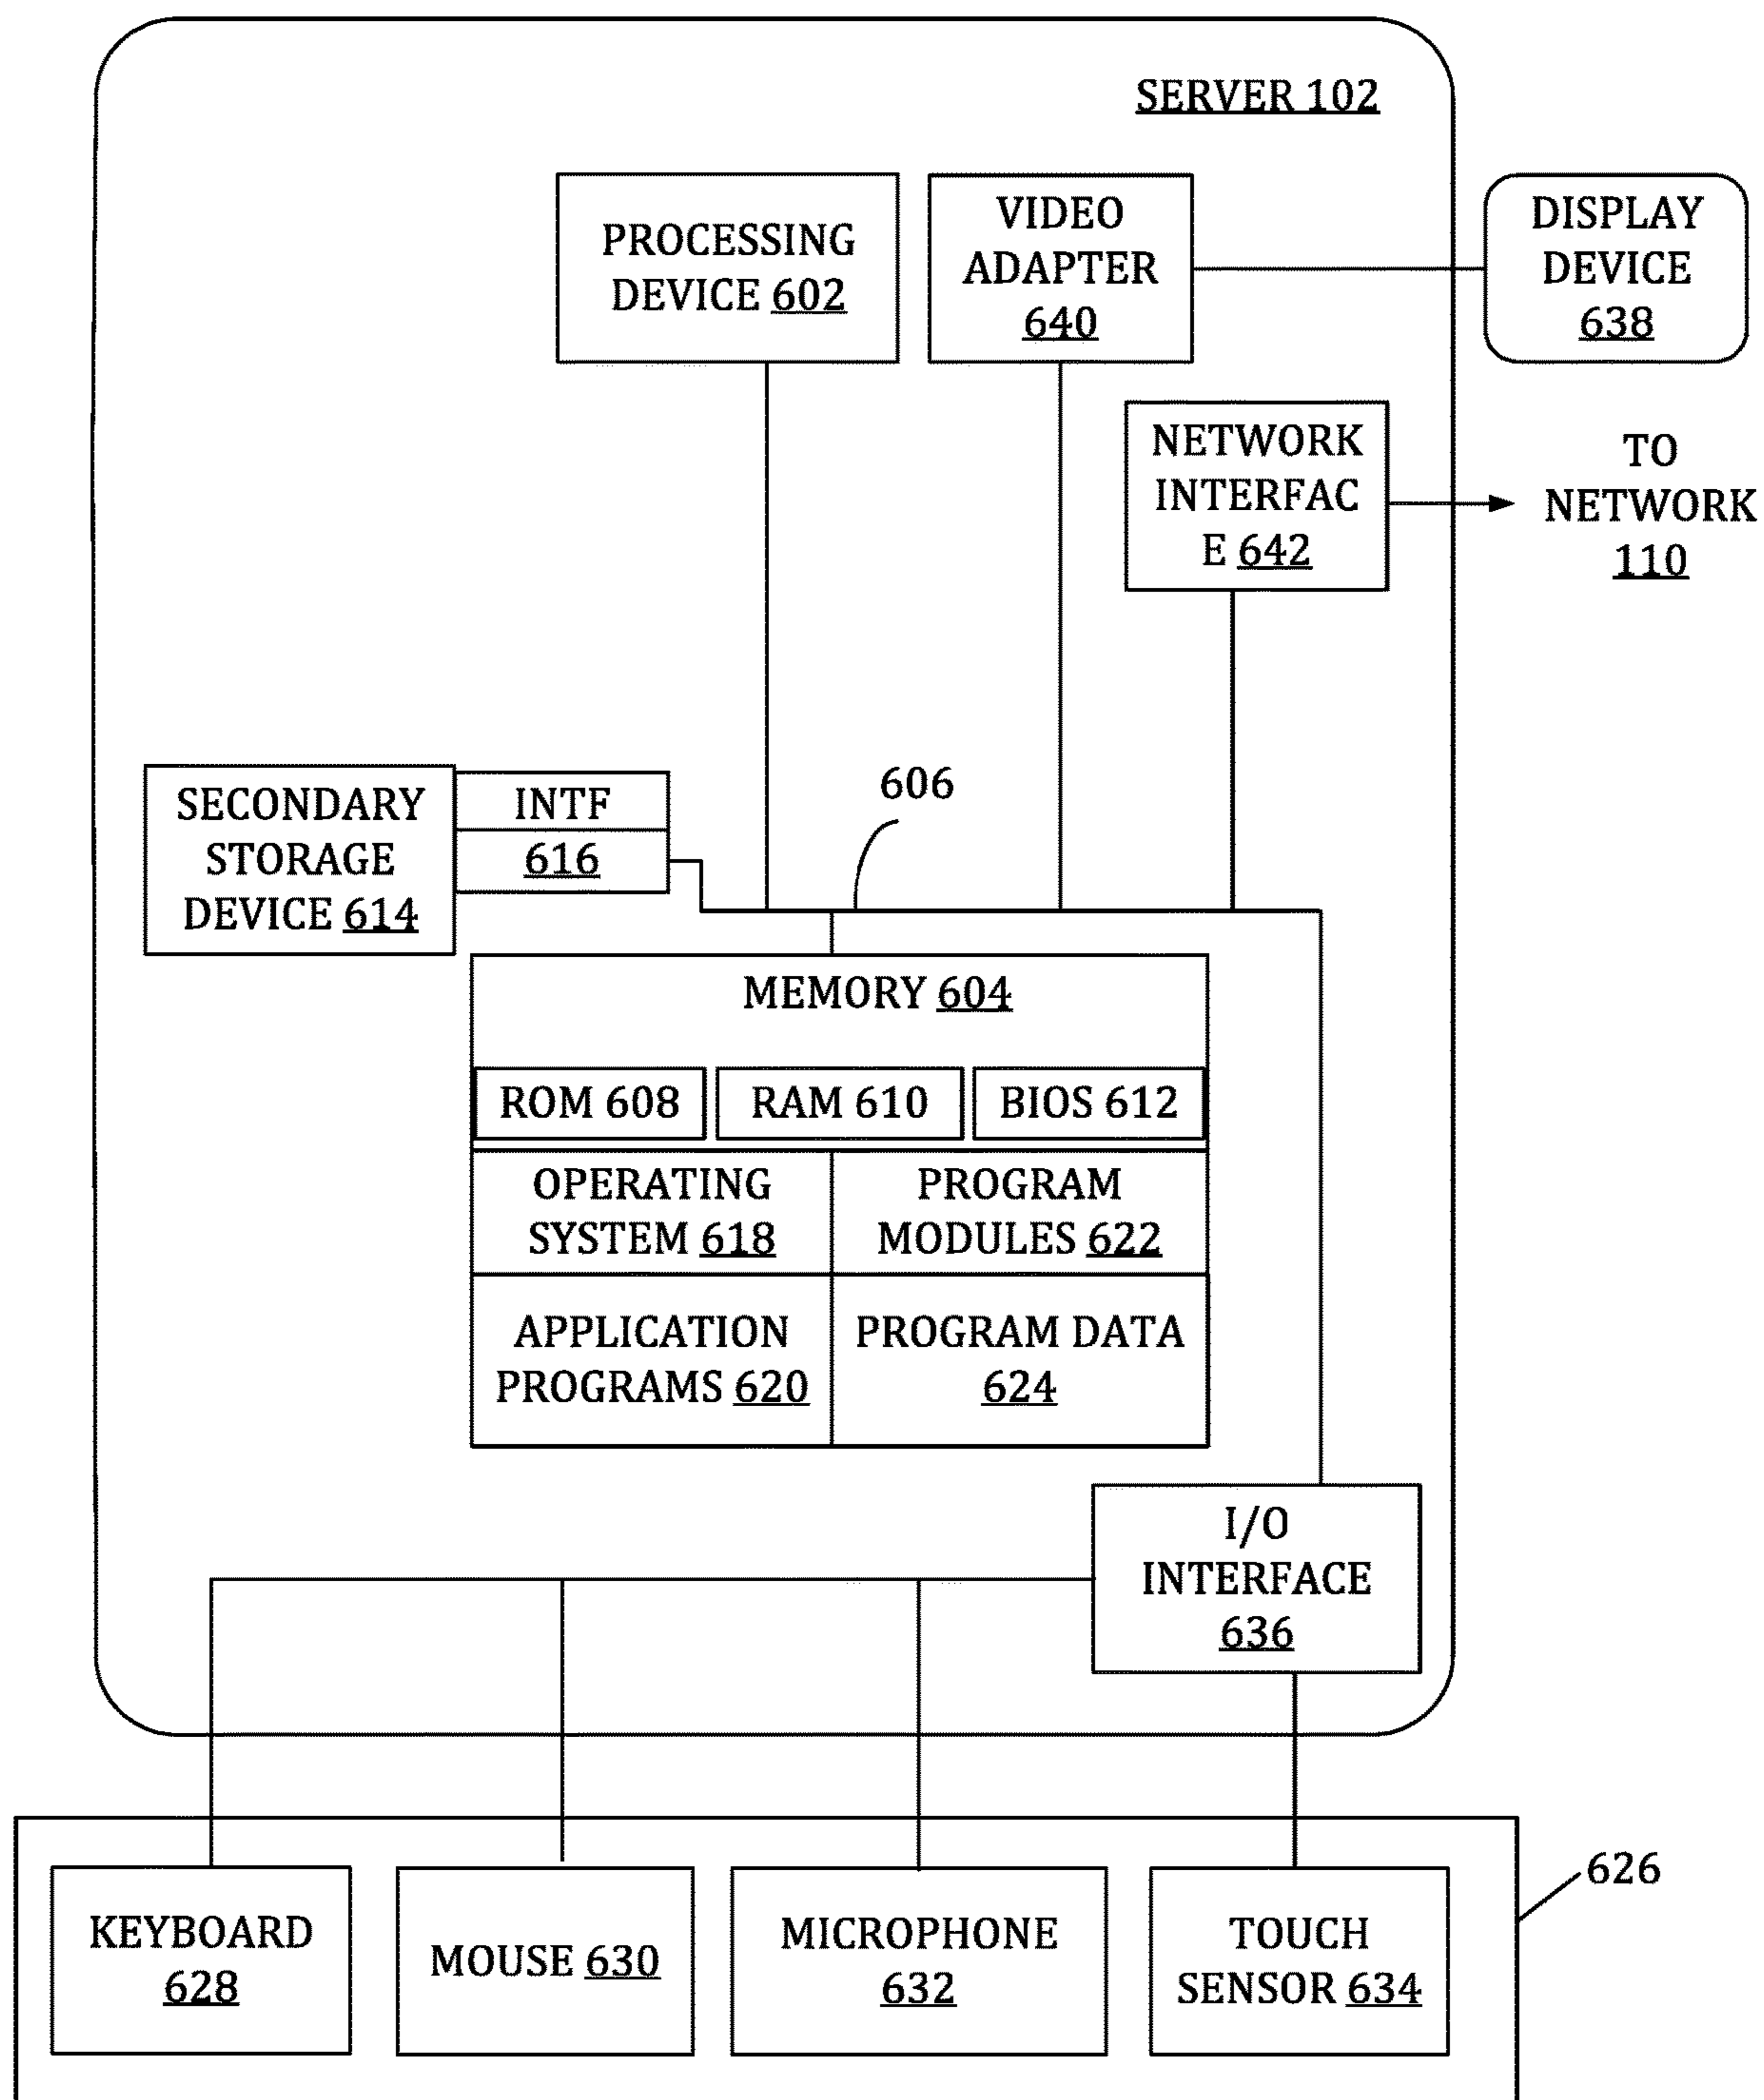 SERVER 102
PROCESSING
DEVICE 602
VIDEO
ADAPTER
640
DISPLAY
DEVICE
638
NETWORK
INTERFAC
E 642
TO
NETWORK
110
SECONDARY
STORAGE
DEVICE 614
INTF
616
606
MEMORY 604
ROM 608
RAM 610
BIOS 612
OPERATING
SYSTEM 618
PROGRAM
MODULES 622
APPLICATION
PROGRAMS 620
PROGRAM DATA
624
I/O
INTERFACE
636
626
KEYBOARD
628
MOUSE 630
MICROPHONE
632
TOUCH
SENSOR 634